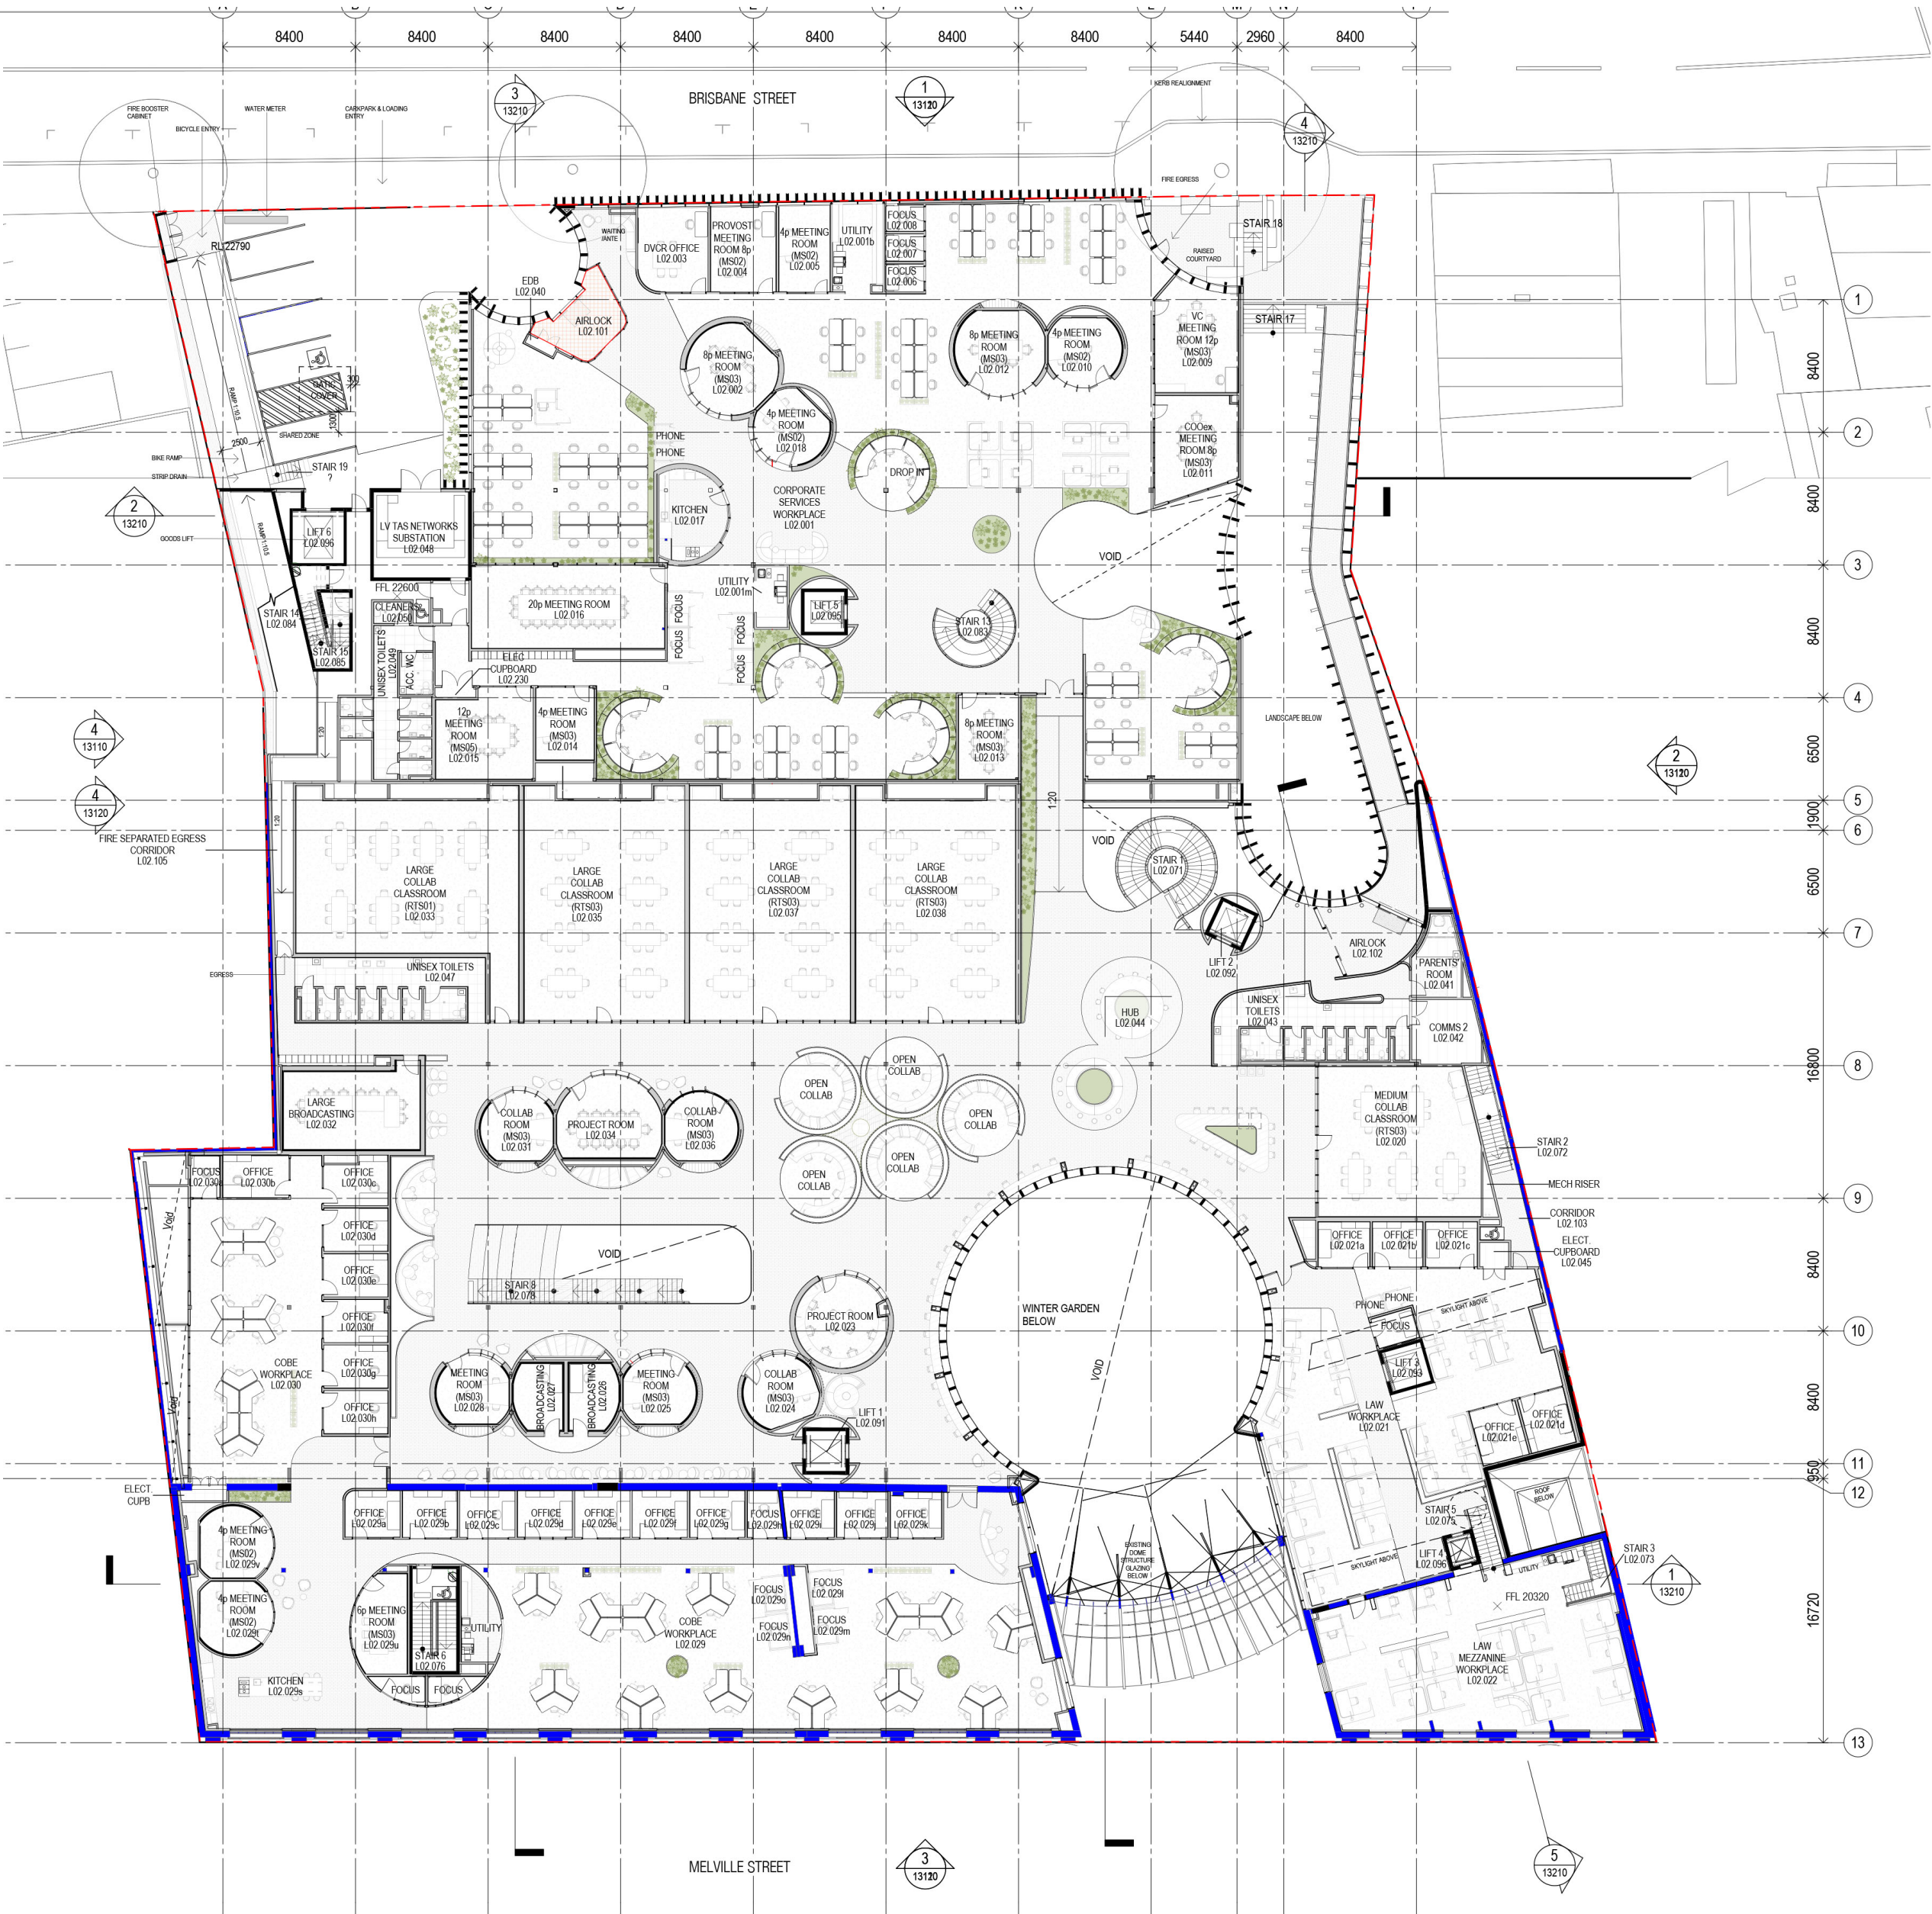 8400
8400
8400
8400
8400
8400
8400
5440
2960
8400
BRISBANE STREET
3
13210
1
4
13210
KERB REALIGNMENT
FIRE BOOSTER
CABINET
BICYCLE ENTRY
WATER METER
CARPARK & LOADING
ENTRY
FIRE EGRESS
STAIR 18
RAISED
COURTYARD
RL 22790
WAITING
DVCR OFFICE
L02.003
PROVOST
MEETING
ROOM 8p
(MS02)
L02.004
4p MEETING
ROOM
(MS02)
L02.005
UTILITY
L02.001b
FOCUS
L02.008
FOCUS
L02.007
FOCUS
L02.006
EDB
L02.040
AIRLOCK
L02.101
STAIR 17
1
VC
MEETING
ROOM 12p
(MS03)
L02.009
8p MEETING
ROOM
(MS03)
L02.002
8p MEETING
ROOM
(MS03)
L02.012
4p MEETING
ROOM
(MS02)
L02.010
8400
300
COVER
1300
RAMP 1:10.5
2500
SHARED ZONE
BIKE RAMP
STRIP DRAIN
STAIR 19
?
4p MEETING
ROOM
(MS02)
L02.018
PHONE
PHONE
DROP IN
COOex
MEETING
ROOM 8p
(MS03)
L02.011
2
2
13210
GOODS LIFT
RAMP 1:10.5
LIFT 6
L02.096
LV TAS NETWORKS
SUBSTATION
L02.048
KITCHEN
L02.017
CORPORATE
SERVICES
WORKPLACE
L02.001
VOID
8400
3
FFL 22600
CLEANERS
L02.050
STAIR 14
L02.084
STAIR 15
L02.085
UNISEX TOILETS
L02.049
ACC. WC
20p MEETING ROOM
L02.016
UTILITY
L02.001m
FOCUS
FOCUS
FOCUS
FOCUS
LIFT 5
L02.095
STAIR 13
L02.083
8400
ELEC
CUPBOARD
L02.230
12p
MEETING
ROOM
(MS05)
L02.015
4p MEETING
ROOM
(MS03)
L02.014
8p MEETING
ROOM
(MS03)
L02.013
LANDSCAPE BELOW
4
4
13110
4
13120
1:20
6500
2
5
1900
6
FIRE SEPARATED EGRESS
CORRIDOR
L02.105
1:20
1:20
VOID
LARGE
COLLAB
CLASSROOM
(RTS01)
L02.033
LARGE
COLLAB
CLASSROOM
(RTS03)
L02.035
LARGE
COLLAB
CLASSROOM
(RTS03)
L02.037
LARGE
COLLAB
CLASSROOM
(RTS03)
L02.038
STAIR 1
L02.071
6500
7
LIFT 2
L02.092
AIRLOCK
L02.102
PARENTS'
ROOM
L02.041
EGRESS
UNISEX TOILETS
L02.047
HUB
L02.044
UNISEX
TOILETS
L02.043
COMMS 2
L02.042
8
16800
LARGE
BROADCASTING
L02.032
COLLAB
ROOM
(MS03)
L02.031
PROJECT ROOM
L02.034
COLLAB
ROOM
(MS03)
L02.036
OPEN
COLLAB
OPEN
COLLAB
OPEN
COLLAB
OPEN
COLLAB
OPEN
COLLAB
MEDIUM
COLLAB
CLASSROOM
(RTS03)
L02.020
STAIR 2
L02.072
MECH RISER
9
CORRIDOR
L02.103
ELECT.
CUPBOARD
L02.045
FOCUS
OFFICE
L02.030b
OFFICE
L02.030c
OFFICE
L02.030d
OFFICE
L02.030e
OFFICE
L02.030f
OFFICE
L02.030g
OFFICE
L02.030h
Void
Void
COBE
WORKPLACE
L02.030
VOID
STAIR 8
L02.078
OFFICE
L02.021a
OFFICE
L02.021b
OFFICE
L02.021c
8400
PROJECT ROOM
L02.023
WINTER GARDEN
BELOW
VOID
PHONE
PHONE
FOCUS
SKYLIGHT ABOVE
10
LIFT 3
L02.093
MEETING
ROOM
(MS03)
L02.028
BROADCASTING
L02.027
BROADCASTING
L02.026
MEETING
ROOM
(MS03)
L02.025
COLLAB
ROOM
(MS03)
L02.024
LIFT 1
L02.091
LAW
WORKPLACE
L02.021
OFFICE
L02.021e
OFFICE
L02.021d
8400
11
950
12
ELECT.
CUPB
OFFICE
L02.029a
OFFICE
L02.029b
OFFICE
L02.029c
OFFICE
L02.029d
OFFICE
L02.029e
OFFICE
L02.029f
OFFICE
L02.029g
FOCUS
L02.029h
OFFICE
L02.029i
OFFICE
L02.029j
OFFICE
L02.029k
ROOF
BELOW
STAIR 5
L02.075
LIFT 4
L02.096
SKYLIGHT ABOVE
UTILITY
STAIR 3
L02.073
1
13210
4p MEETING
ROOM
(MS02)
L02.029v
4p MEETING
ROOM
(MS02)
L02.029t
6p MEETING
ROOM
(MS03)
L02.029u
UTILITY
STAIR 6
L02.076
FOCUS
FOCUS
KITCHEN
L02.029s
COBE
WORKPLACE
L02.029
FOCUS
L02.029o
FOCUS
L02.029n
FOCUS
L02.029l
FOCUS
L02.029m
EXISTING
DOME
STRUCTURE
GLAZING
BELOW
FFL 20320
LAW
MEZZANINE
WORKPLACE
L02.022
16720
13
MELVILLE STREET
3
5
13210